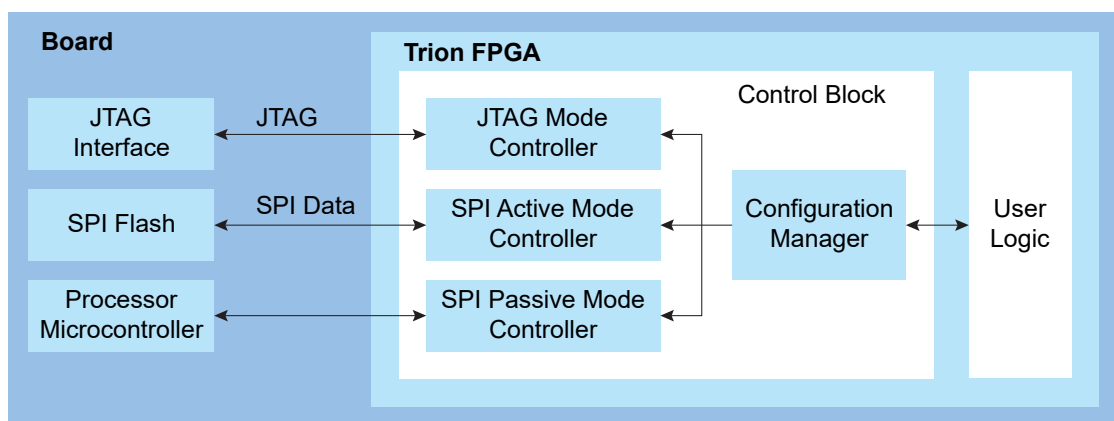 Board
Trion FPGA
Control Block
JTAG
Interface
JTAG
JTAG Mode
Controller
SPI Flash
SPI Data
SPI Active Mode
Controller
Configuration
Manager
User
Logic
Processor
Microcontroller
SPI Passive Mode
Controller